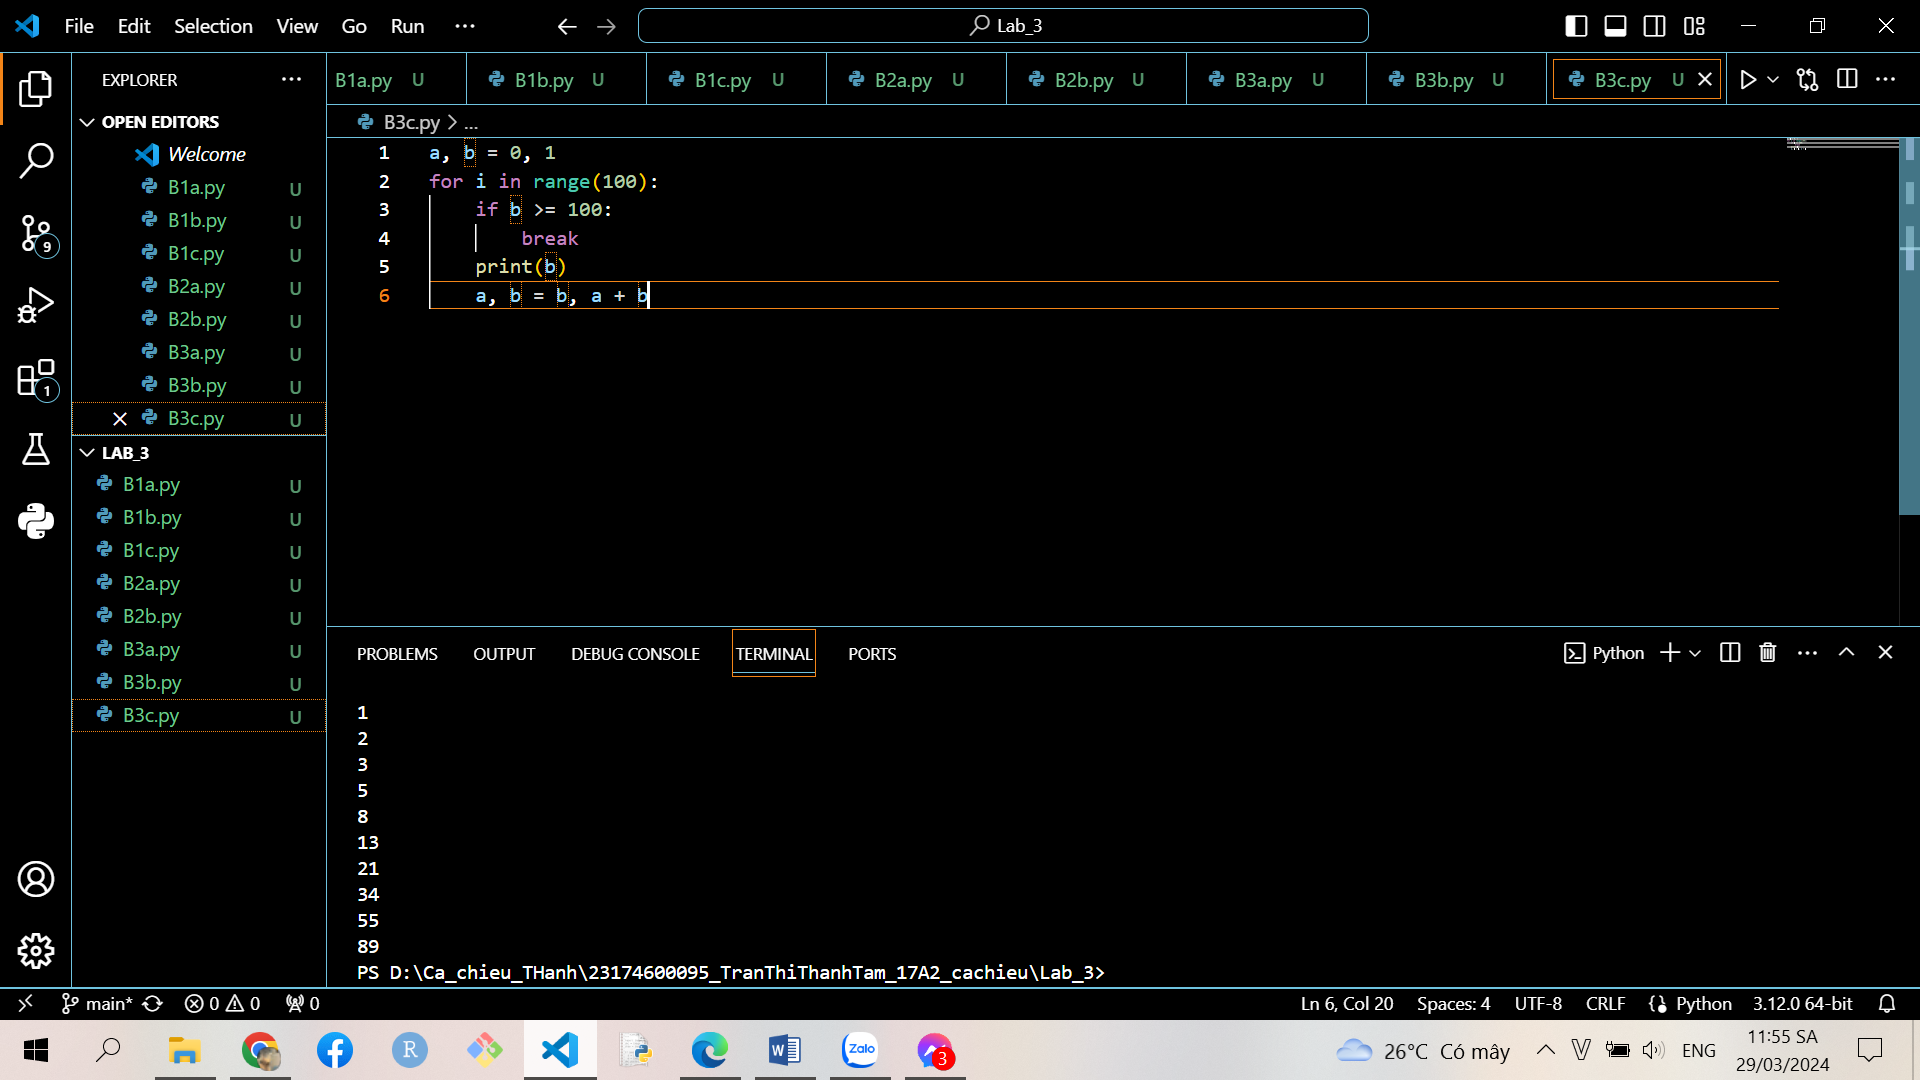 File Edit Selection View Go Run ... Lab_3
EXPLORER ...
OPEN EDITORS
Welcome
B1a.py U
B1b.py U
B1c.py U
B2a.py U
B2b.py U
B3a.py U
B3b.py U
B3c.py U
LAB_3
B1a.py U
B1b.py U
B1c.py U
B2a.py U
B2b.py U
B3a.py U
B3b.py U
B3c.py U
9
1
B1a.py U B1b.py U B1c.py U B2a.py U B2b.py U B3a.py U B3b.py U B3c.py U
B3c.py > ...
1 a, b = 0, 1
2 for i in range(100):
3 if b >= 100:
4 break
5 print(b)
6 a, b = b, a + b
PROBLEMS OUTPUT DEBUG CONSOLE TERMINAL PORTS Python
1
2
3
5
8
13
21
34
55
89
PS D:\Ca_chieu_THanh\23174600095_TranThiThanhTam_17A2_cachieu\Lab_3>
main* 0 0 0 Ln 6, Col 20 Spaces: 4 UTF-8 CRLF Python 3.12.0 64-bit
R Zalo 3 26°C Có mây V ENG 11:55 SA
29/03/2024